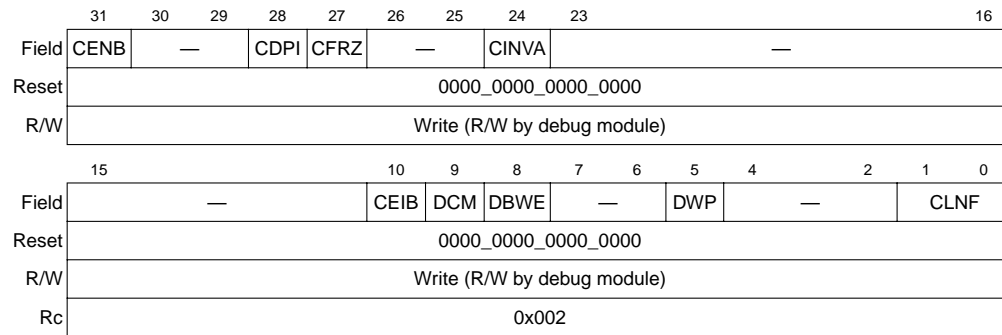 31 30 29 28 27 26 25 24 23 16
Field CENB — CDPI CFRZ — CINVA —
Reset 0000_0000_0000_0000
R/W Write (R/W by debug module)
15 10 9 8 7 6 5 4 2 1 0
Field — CEIB DCM DBWE — DWP — CLNF
Reset 0000_0000_0000_0000
R/W Write (R/W by debug module)
Rc 0x002